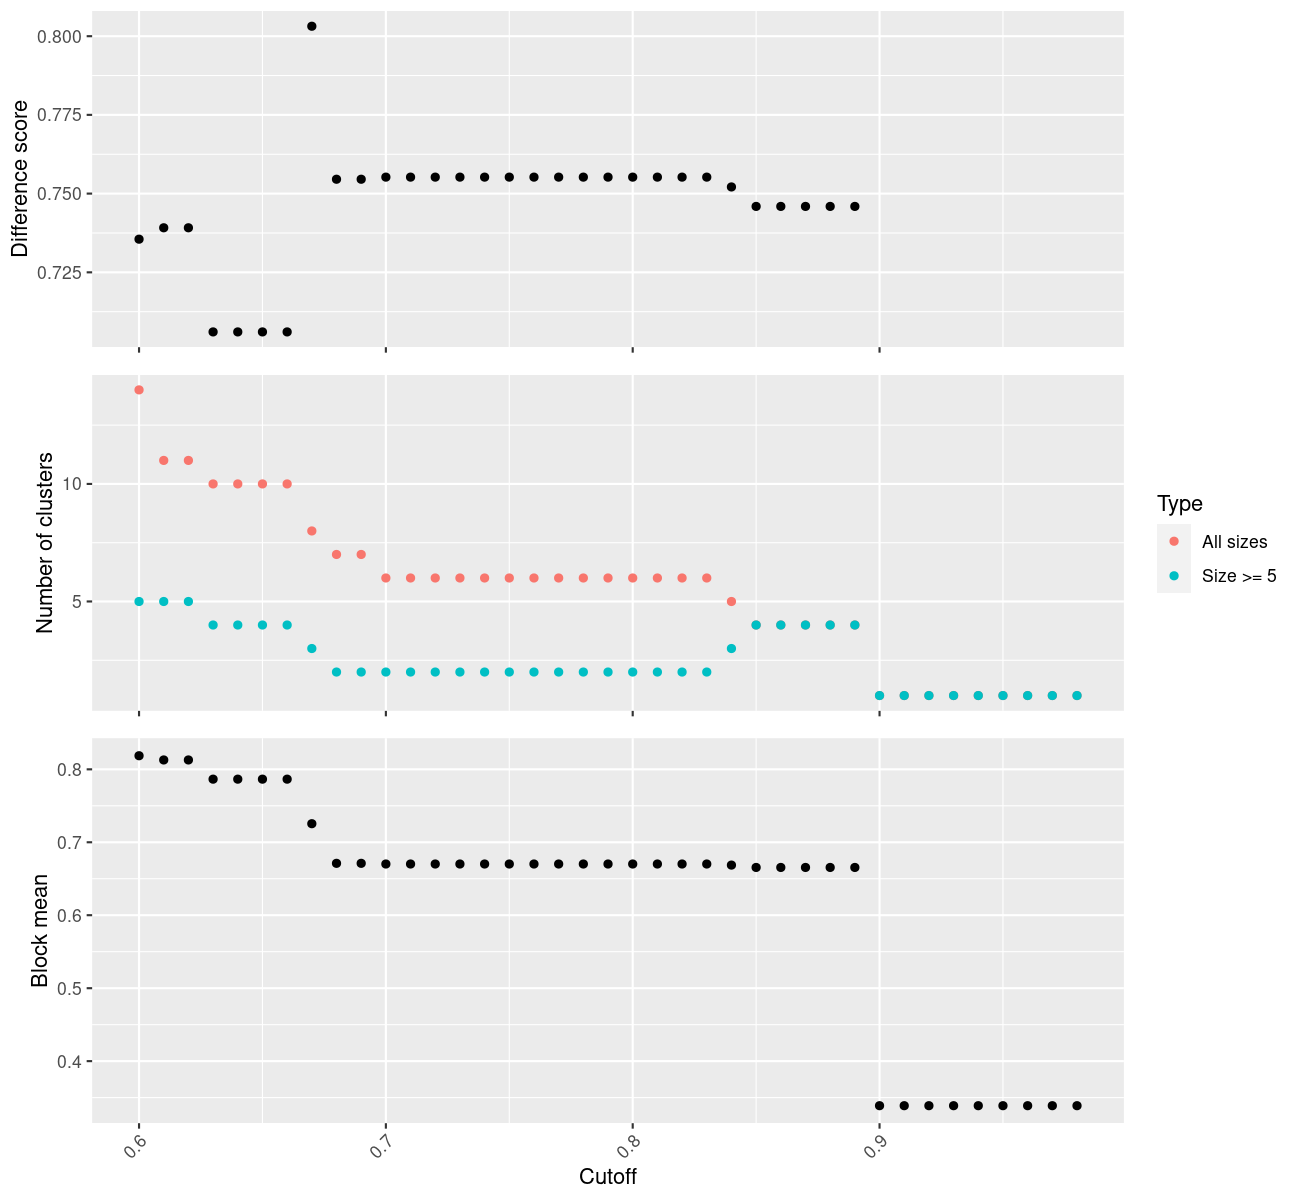 Difference score
0.800
0.775
0.750
0.725
Number of clusters
10
5
Type
All sizes
Size >= 5
Block mean
0.8
0.7
0.6
0.5
0.4
0.6
0.7
0.8
0.9
Cutoff